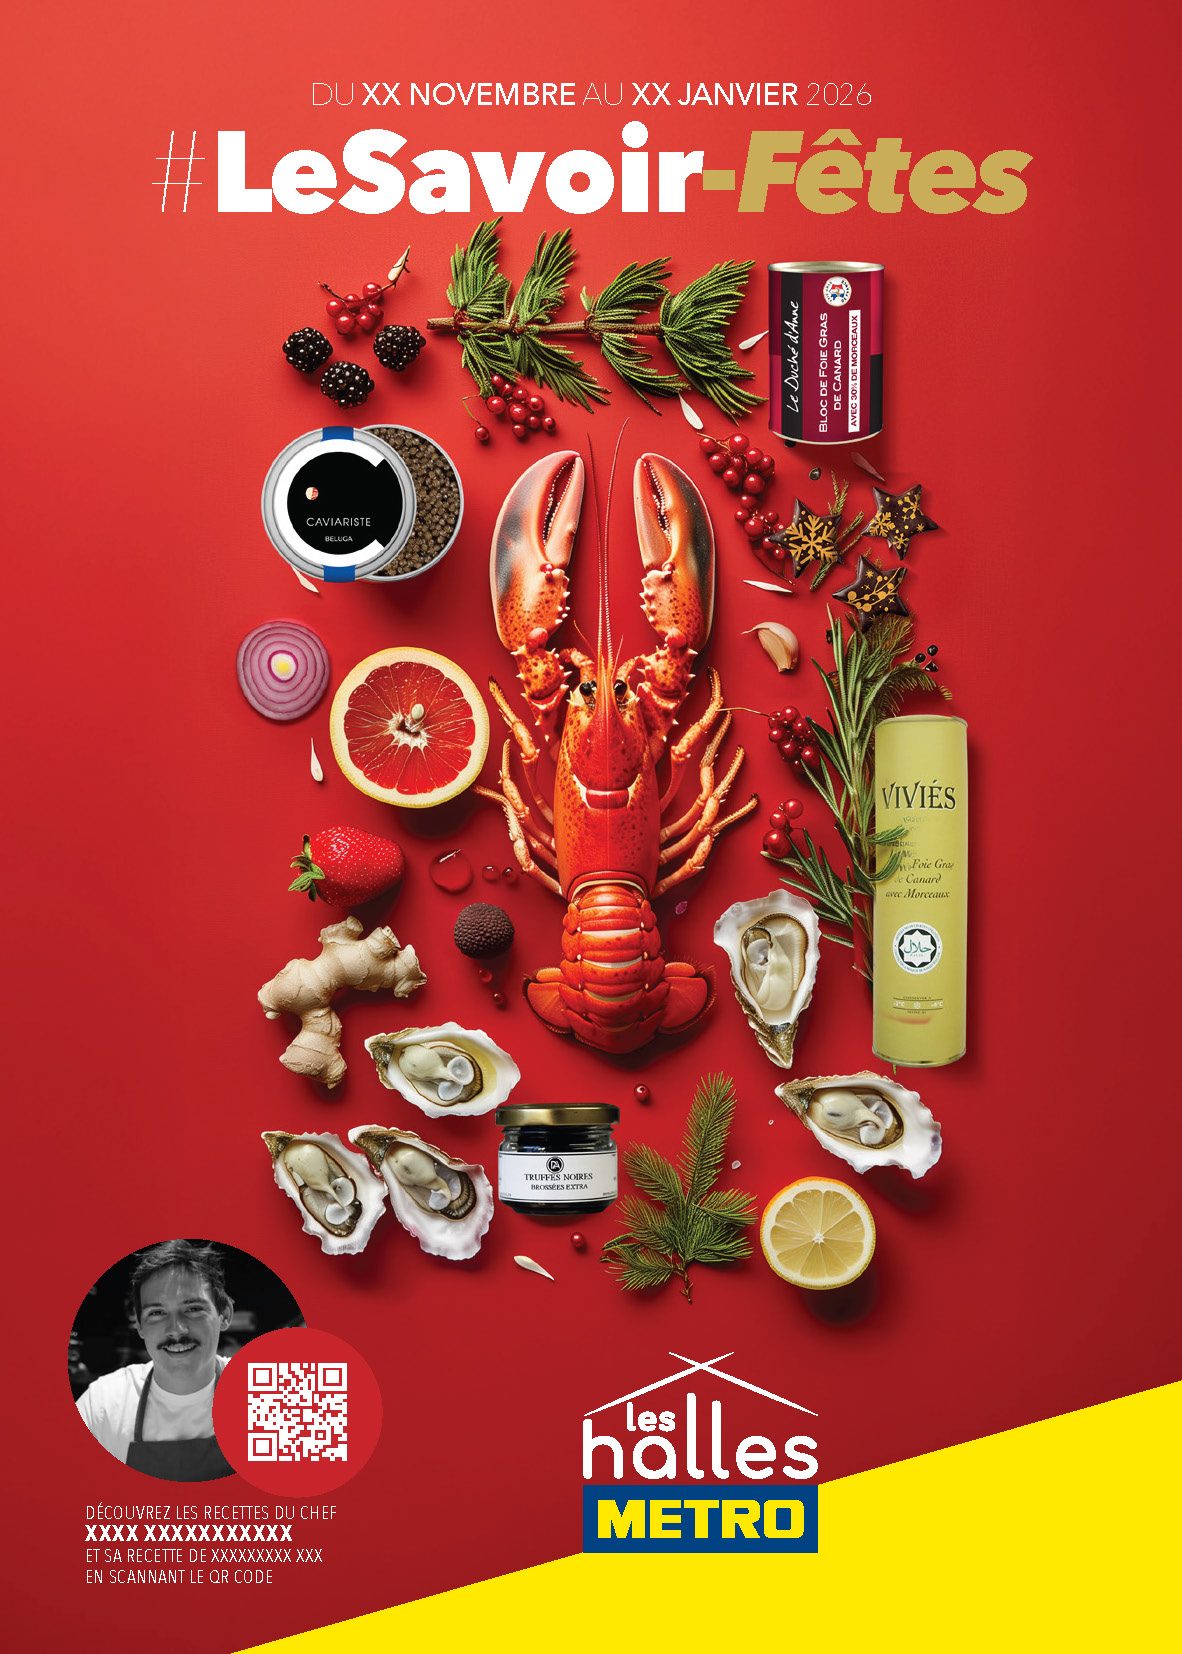 DU XX NOVEMBRE AU XX JANVIER 2026
#LeSavoir-Fêtes
Le Duché d'Anne
BLOC DE FOIE GRAS
DE CANARD
AVEC 30% DE MORCEAUX
CAVIARISTE
BELUGA
VIVIÉS
Foie Gras
de Canard
avec Morceaux
حلال
TRUFFES NOIRES
BROSSÉES EXTRA
les
halles
METRO
DÉCOUVREZ LES RECETTES DU CHEF
XXXX XXXXXXXXXXX
ET SA RECETTE DE XXXXXXXXX XXX
EN SCANNANT LE QR CODE